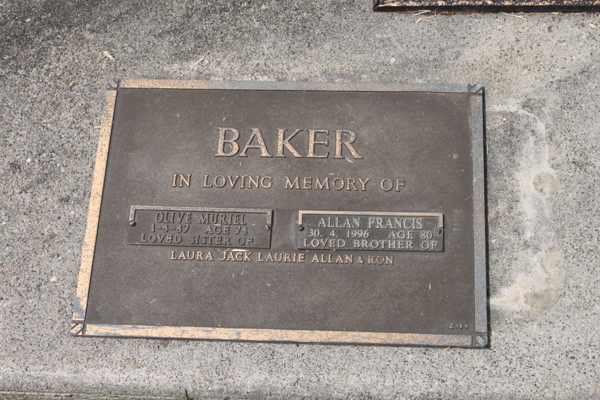 BAKER
IN LOVING MEMORY OF
OLIVE MURIEL
AGE 78
LOVED SISTER OF
ALLAN FRANCIS
30. 4. 1996 AGE 80
LOVED BROTHER OF
LAURA JACK LAURIE ALLAN & RON